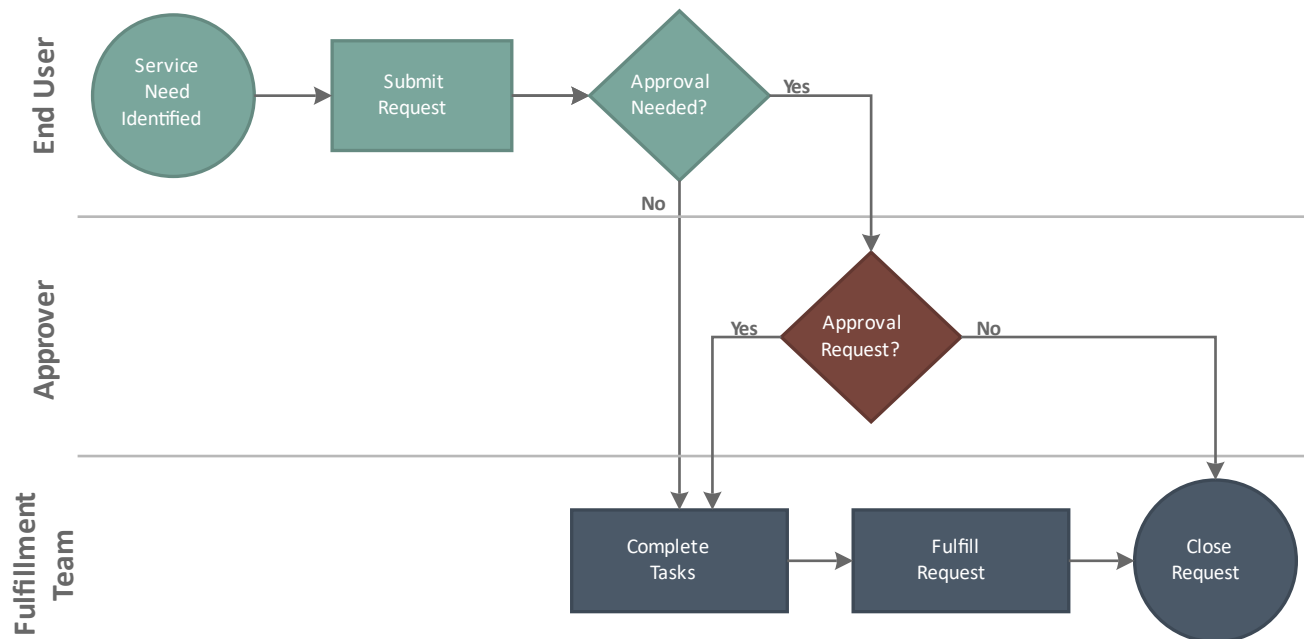 End User
Service
Need
Identified
Submit
Request
Approval
Needed?
Yes
No
Approver
Approval
Request?
Yes
No
Fulfillment
Team
Complete
Tasks
Fulfill
Request
Close
Request